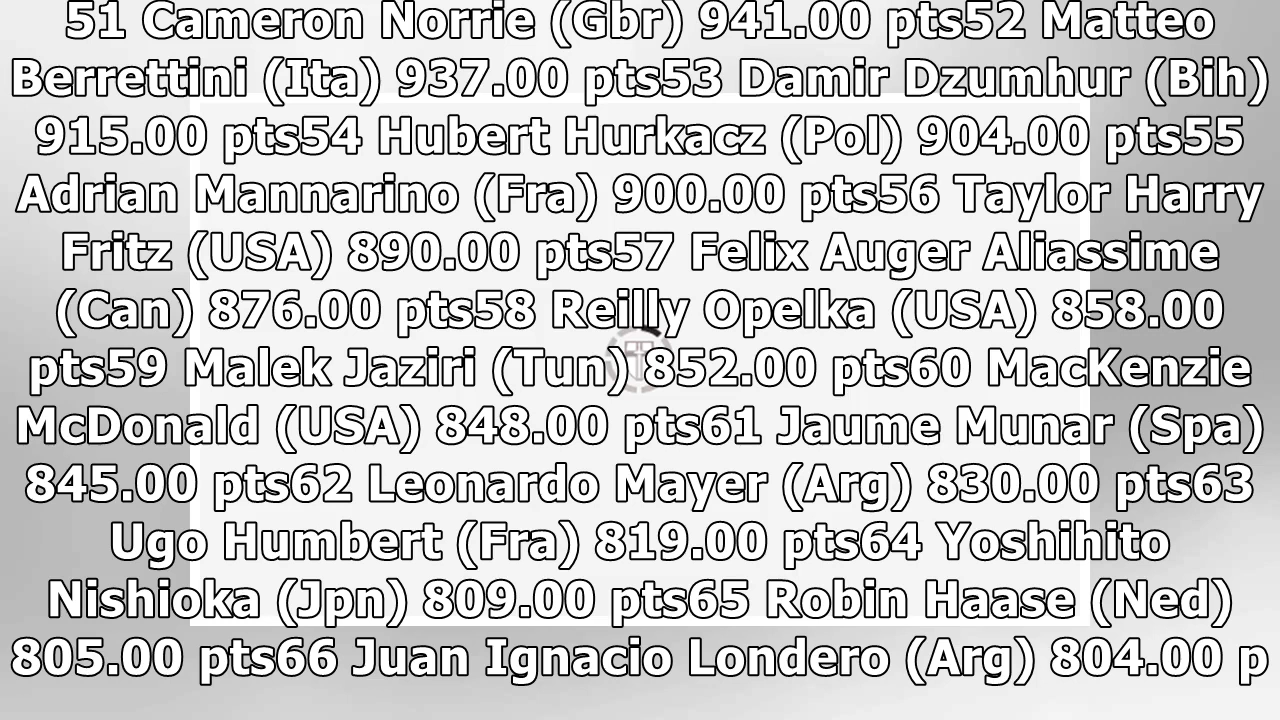 51 Cameron Norrie (Gbr) 941.00 pts52 Matteo
Berrettini (Ita) 937.00 pts53 Damir Dzumhur (Bih)
915.00 pts54 Hubert Hurkacz (Pol) 904.00 pts55
Adrian Mannarino (Fra) 900.00 pts56 Taylor Harry
Fritz (USA) 890.00 pts57 Felix Auger Aliassime
(Can) 876.00 pts58 Reilly Opelka (USA) 858.00
pts59 Malek Jaziri (Tun) 852.00 pts60 MacKenzie
McDonald (USA) 848.00 pts61 Jaume Munar (Spa)
845.00 pts62 Leonardo Mayer (Arg) 830.00 pts63
Ugo Humbert (Fra) 819.00 pts64 Yoshihito
Nishioka (Jpn) 809.00 pts65 Robin Haase (Ned)
805.00 pts66 Juan Ignacio Londero (Arg) 804.00 p